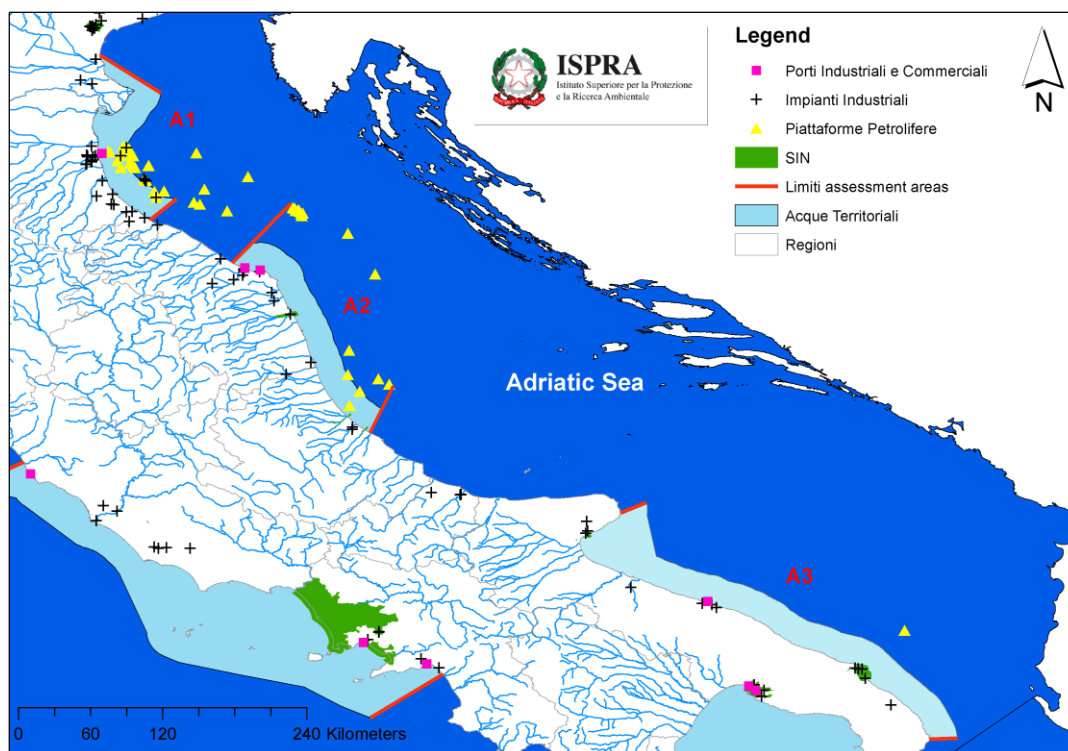 ISPRA
Istituto Superiore per la Protezione
e la Ricerca Ambientale
Legend
Porti Industriali e Commerciali
Impianti Industriali
Piattaforme Petrolifere
SIN
Limiti assessment areas
Acque Territoriali
Regioni
N
A1
A2
Adriatic Sea
A3
0 60 120 240 Kilometers